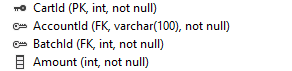 CartId (PK, int, not null)
AccountId (FK, varchar(100), not null)
BatchId (FK, int, not null)
Amount (int, not null)